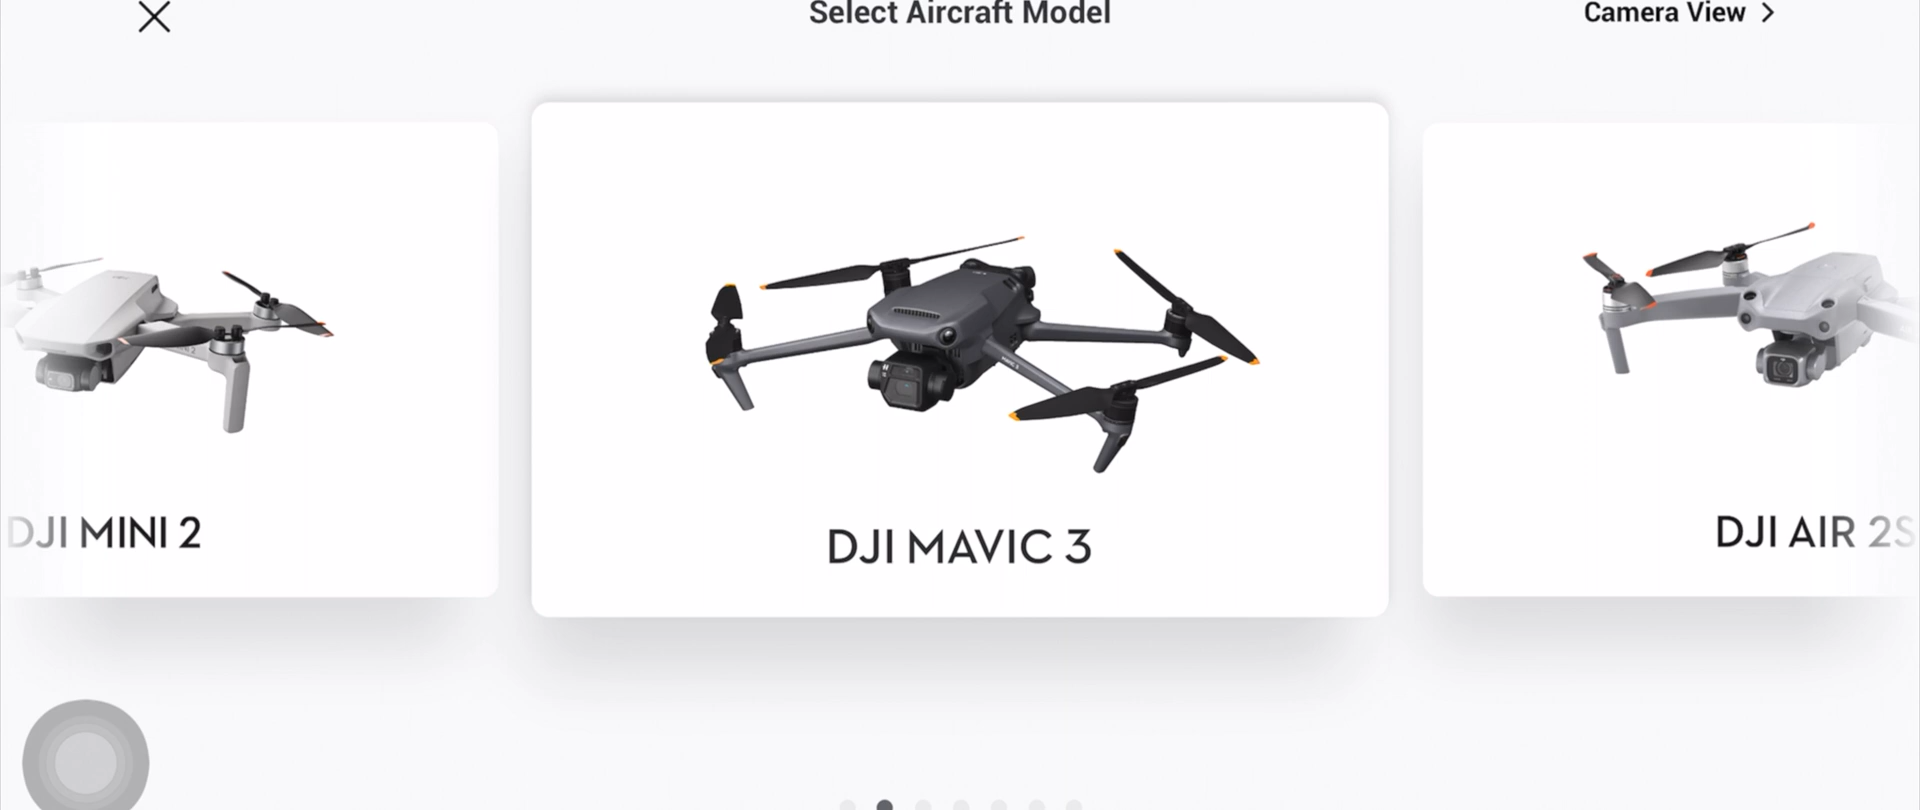 Select Aircraft Model
Camera View
DJI MINI 2
DJI MAVIC 3
DJI AIR 2S